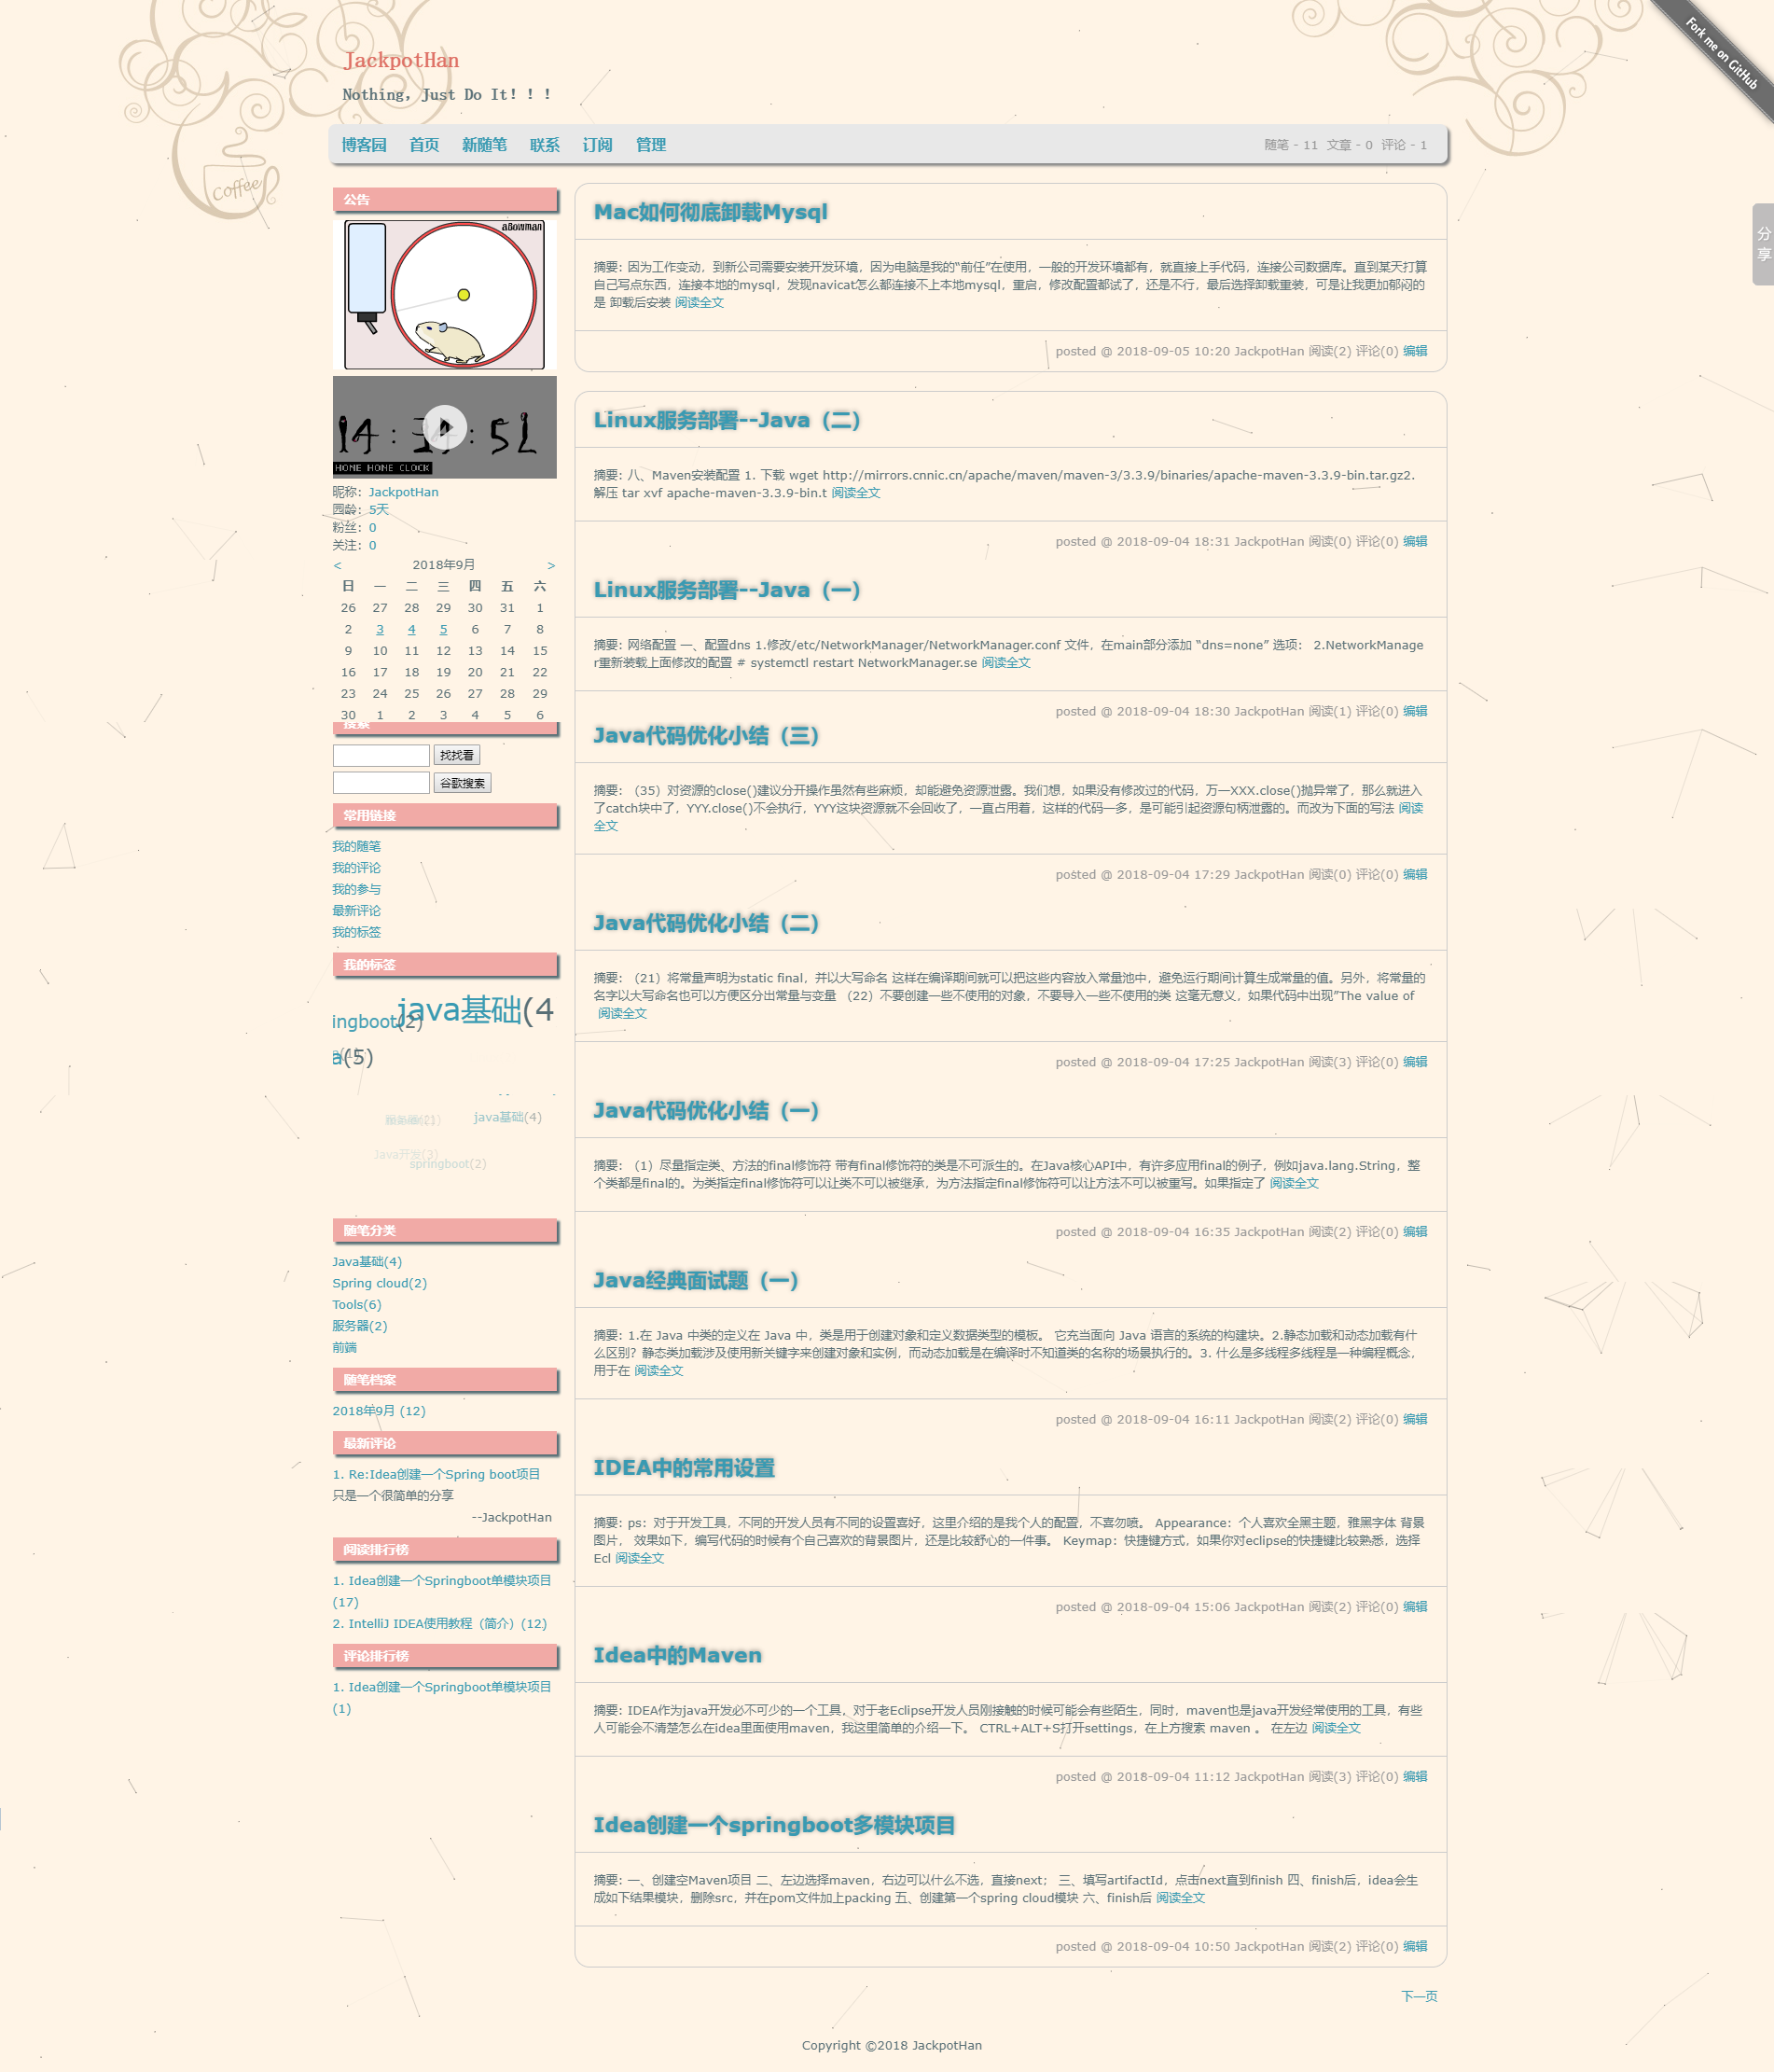 JackpotHan
Nothing, Just Do It！！！
Fork me on GitHub
博客园 首页 新随笔 联系 订阅 管理
随笔 - 11 文章 - 0 评论 - 1
coffee
分
享
公告
aBowman
14 : 34 : 52
HONE HONE CLOCK
昵称：JackpotHan
园龄：5天
粉丝：0
关注：0
< 2018年9月 >
日 一 二 三 四 五 六
26 27 28 29 30 31 1
2 3 4 5 6 7 8
9 10 11 12 13 14 15
16 17 18 19 20 21 22
23 24 25 26 27 28 29
30 1 2 3 4 5 6
搜索
找找看
谷歌搜索
常用链接
我的随笔
我的评论
我的参与
最新评论
我的标签
我的标签
java基础(4
ingboot(2)
a(5)
java基础(4)
Java开发(3)
springboot(2)
随笔分类
Java基础(4)
Spring cloud(2)
Tools(6)
服务器(2)
前端
随笔档案
2018年9月 (12)
最新评论
1. Re:Idea创建一个Spring boot项目
只是一个很简单的分享
--JackpotHan
阅读排行榜
1. Idea创建一个Springboot单模块项目
(17)
2. IntelliJ IDEA使用教程（简介）(12)
评论排行榜
1. Idea创建一个Springboot单模块项目
(1)
Mac如何彻底卸载Mysql
摘要: 因为工作变动，到新公司需要安装开发环境，因为电脑是我的“前任”在使用，一般的开发环境都有，就直接上手代码，连接公司数据库。直到某天打算
自己写点东西，连接本地的mysql，发现navicat怎么都连接不上本地mysql，重启，修改配置都试了，还是不行，最后选择卸载重装，可是让我更加郁闷的
是 卸载后安装 阅读全文
posted @ 2018-09-05 10:20 JackpotHan 阅读(2) 评论(0) 编辑
Linux服务部署--Java（二）
摘要: 八、Maven安装配置 1. 下载 wget http://mirrors.cnnic.cn/apache/maven/maven-3/3.3.9/binaries/apache-maven-3.3.9-bin.tar.gz2.
解压 tar xvf apache-maven-3.3.9-bin.t 阅读全文
posted @ 2018-09-04 18:31 JackpotHan 阅读(0) 评论(0) 编辑
Linux服务部署--Java（一）
摘要: 网络配置 一、配置dns 1.修改/etc/NetworkManager/NetworkManager.conf 文件，在main部分添加 “dns=none” 选项： 2.NetworkManage
r重新装载上面修改的配置 # systemctl restart NetworkManager.se 阅读全文
posted @ 2018-09-04 18:30 JackpotHan 阅读(1) 评论(0) 编辑
Java代码优化小结（三）
摘要: （35）对资源的close()建议分开操作虽然有些麻烦，却能避免资源泄露。我们想，如果没有修改过的代码，万一XXX.close()抛异常了，那么就进入
了catch块中了，YYY.close()不会执行，YYY这块资源就不会回收了，一直占用着，这样的代码一多，是可能引起资源句柄泄露的。而改为下面的写法 阅读
全文
posted @ 2018-09-04 17:29 JackpotHan 阅读(0) 评论(0) 编辑
Java代码优化小结（二）
摘要: （21）将常量声明为static final，并以大写命名 这样在编译期间就可以把这些内容放入常量池中，避免运行期间计算生成常量的值。另外，将常量的
名字以大写命名也可以方便区分出常量与变量 （22）不要创建一些不使用的对象，不要导入一些不使用的类 这毫无意义，如果代码中出现”The value of
阅读全文
posted @ 2018-09-04 17:25 JackpotHan 阅读(3) 评论(0) 编辑
Java代码优化小结（一）
摘要: （1）尽量指定类、方法的final修饰符 带有final修饰符的类是不可派生的。在Java核心API中，有许多应用final的例子，例如java.lang.String，整
个类都是final的。为类指定final修饰符可以让类不可以被继承，为方法指定final修饰符可以让方法不可以被重写。如果指定了 阅读全文
posted @ 2018-09-04 16:35 JackpotHan 阅读(2) 评论(0) 编辑
Java经典面试题（一）
摘要: 1.在 Java 中类的定义在 Java 中，类是用于创建对象和定义数据类型的模板。 它充当面向 Java 语言的系统的构建块。2.静态加载和动态加载有什
么区别？静态类加载涉及使用新关键字来创建对象和实例，而动态加载是在编译时不知道类的名称的场景执行的。3. 什么是多线程多线程是一种编程概念，
用于在 阅读全文
posted @ 2018-09-04 16:11 JackpotHan 阅读(2) 评论(0) 编辑
IDEA中的常用设置
摘要: ps：对于开发工具，不同的开发人员有不同的设置喜好，这里介绍的是我个人的配置，不喜勿喷。 Appearance：个人喜欢全黑主题，雅黑字体 背景
图片， 效果如下，编写代码的时候有个自己喜欢的背景图片，还是比较舒心的一件事。 Keymap：快捷键方式，如果你对eclipse的快捷键比较熟悉，选择
Ecl 阅读全文
posted @ 2018-09-04 15:06 JackpotHan 阅读(2) 评论(0) 编辑
Idea中的Maven
摘要: IDEA作为java开发必不可少的一个工具，对于老Eclipse开发人员刚接触的时候可能会有些陌生，同时，maven也是java开发经常使用的工具，有些
人可能会不清楚怎么在idea里面使用maven，我这里简单的介绍一下。 CTRL+ALT+S打开settings，在上方搜索 maven 。 在左边 阅读全文
posted @ 2018-09-04 11:12 JackpotHan 阅读(3) 评论(0) 编辑
Idea创建一个springboot多模块项目
摘要: 一、创建空Maven项目 二、左边选择maven，右边可以什么不选，直接next； 三、填写artifactId，点击next直到finish 四、finish后，idea会生
成如下结果模块，删除src，并在pom文件加上packing 五、创建第一个spring cloud模块 六、finish后 阅读全文
posted @ 2018-09-04 10:50 JackpotHan 阅读(2) 评论(0) 编辑
下一页
Copyright ©2018 JackpotHan